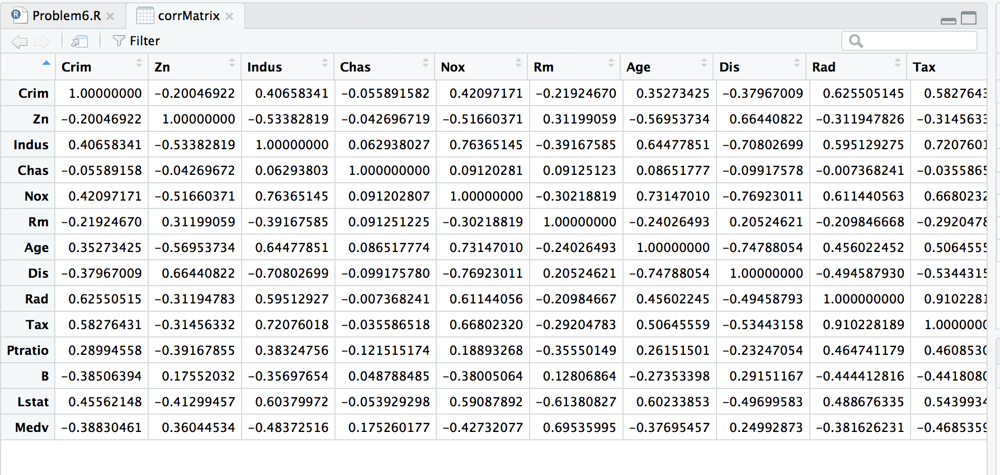 Problem6.R corrMatrix
Filter
Crim Zn Indus Chas Nox Rm Age Dis Rad Tax
Crim 1.00000000 −0.20046922 0.40658341 −0.055891582 0.42097171 −0.21924670 0.35273425 −0.37967009 0.625505145 0.5827643
Zn −0.20046922 1.00000000 −0.53382819 −0.042696719 −0.51660371 0.31199059 −0.56953734 0.66440822 −0.311947826 −0.3145633
Indus 0.40658341 −0.53382819 1.00000000 0.062938027 0.76365145 −0.39167585 0.64477851 −0.70802699 0.595129275 0.7207601
Chas −0.05589158 −0.04269672 0.06293803 1.000000000 0.09120281 0.09125123 0.08651777 −0.09917578 −0.007368241 −0.0355865
Nox 0.42097171 −0.51660371 0.76365145 0.091202807 1.00000000 −0.30218819 0.73147010 −0.76923011 0.611440563 0.6680232
Rm −0.21924670 0.31199059 −0.39167585 0.091251225 −0.30218819 1.00000000 −0.24026493 0.20524621 −0.209846668 −0.2920478
Age 0.35273425 −0.56953734 0.64477851 0.086517774 0.73147010 −0.24026493 1.00000000 −0.74788054 0.456022452 0.5064555
Dis −0.37967009 0.66440822 −0.70802699 −0.099175780 −0.76923011 0.20524621 −0.74788054 1.00000000 −0.494587930 −0.5344315
Rad 0.62550515 −0.31194783 0.59512927 −0.007368241 0.61144056 −0.20984667 0.45602245 −0.49458793 1.000000000 0.9102281
Tax 0.58276431 −0.31456332 0.72076018 −0.035586518 0.66802320 −0.29204783 0.50645559 −0.53443158 0.910228189 1.0000000
Ptratio 0.28994558 −0.39167855 0.38324756 −0.121515174 0.18893268 −0.35550149 0.26151501 −0.23247054 0.464741179 0.4608530
B −0.38506394 0.17552032 −0.35697654 0.048788485 −0.38005064 0.12806864 −0.27353398 0.29151167 −0.444412816 −0.4418080
Lstat 0.45562148 −0.41299457 0.60379972 −0.053929298 0.59087892 −0.61380827 0.60233853 −0.49699583 0.488676335 0.5439934
Medv −0.38830461 0.36044534 −0.48372516 0.175260177 −0.42732077 0.69535995 −0.37695457 0.24992873 −0.381626231 −0.4685359